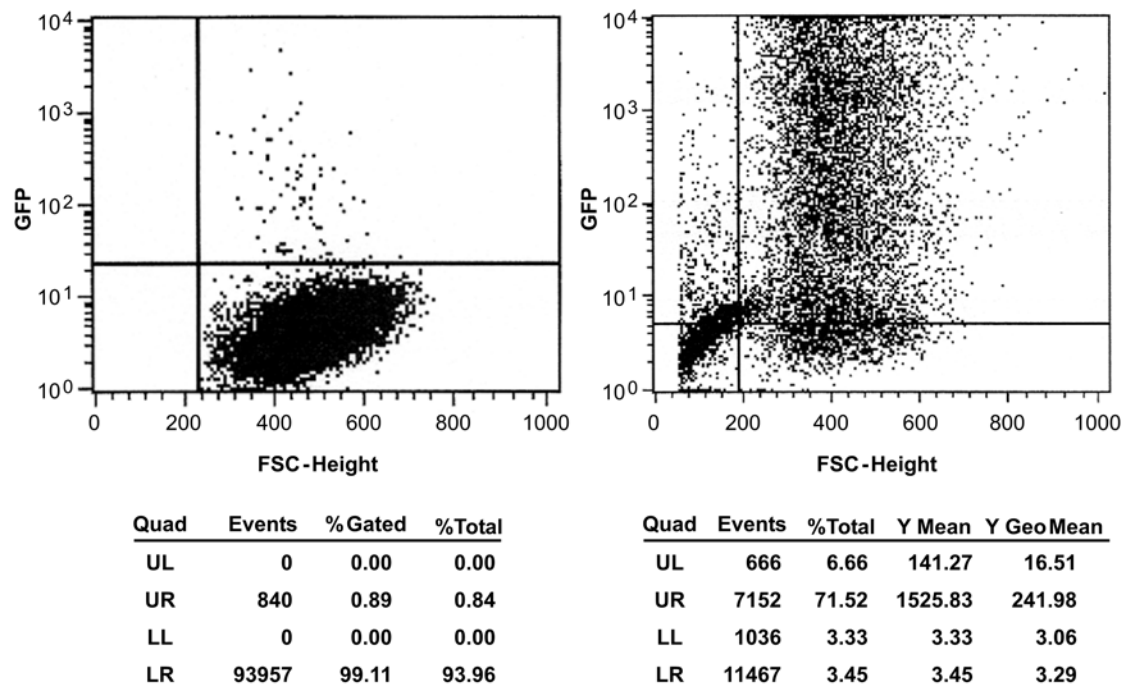 10⁴
10³
10²
10¹
10⁰
GFP
0 200 400 600 800 1000
FSC-Height
10⁴
10³
10²
10¹
10⁰
GFP
0 200 400 600 800 1000
FSC-Height
Quad Events %Gated %Total
UL 0 0.00 0.00
UR 840 0.89 0.84
LL 0 0.00 0.00
LR 93957 99.11 93.96
Quad Events %Total Y Mean Y GeoMean
UL 666 6.66 141.27 16.51
UR 7152 71.52 1525.83 241.98
LL 1036 3.33 3.33 3.06
LR 11467 3.45 3.45 3.29